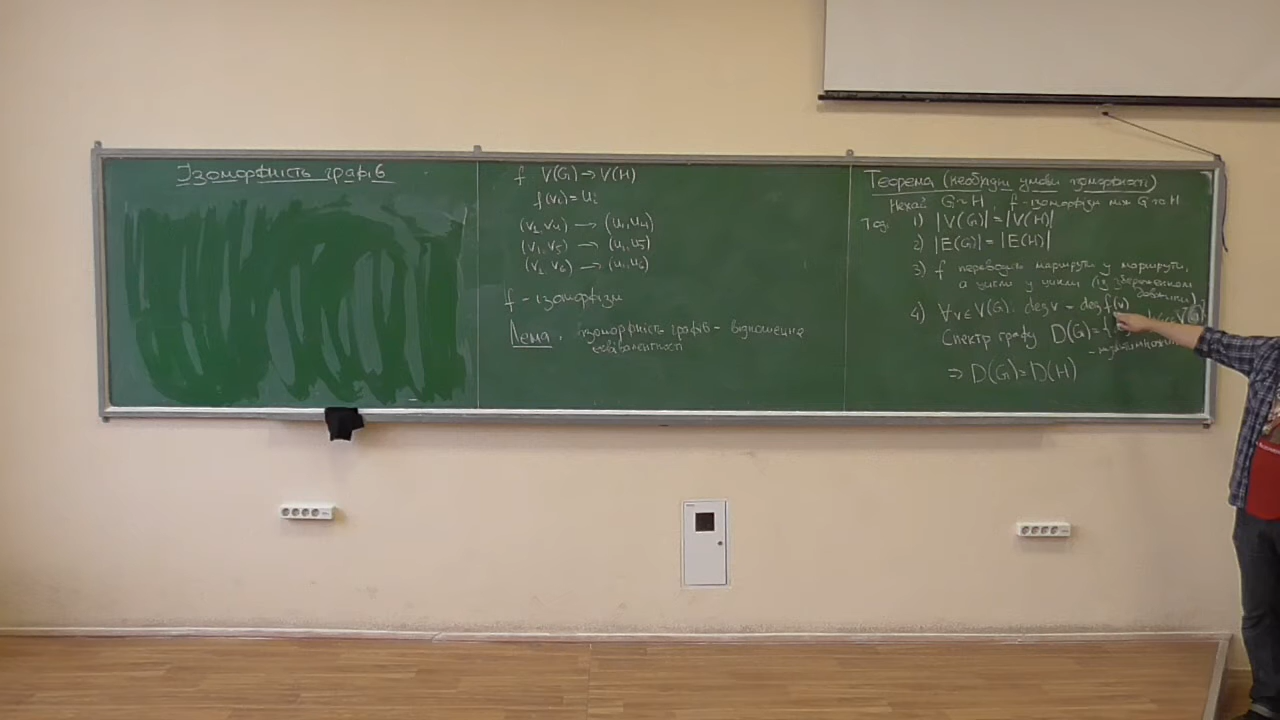 Ізоморфність графів
f V(G) → V(H)
f(vᵢ) = uᵢ
(v₁ v₄) → (u₁, u₄)
(v₁, v₅) → (u₁, u₅)
(v₁ v₆) → (u₁, u₆)
f - ізоморфізм
Лема. Ізоморфність графів - відношення
еквівалентності
Теорема (необхідні умови ізоморфності)
Нехай G ≃ H, f - ізоморфізм між G та H
Тоді
1) |V(G)| = |V(H)|
2) |E(G)| = |E(H)|
3) f переводить маршрути у маршрути,
а цикли у цикли (із збереженням
довжини)
4) ∀v∈V(G): deg v = deg f(v)
Спектр графу D(G) = {
V(G)}
⇒ D(G) = D(H)